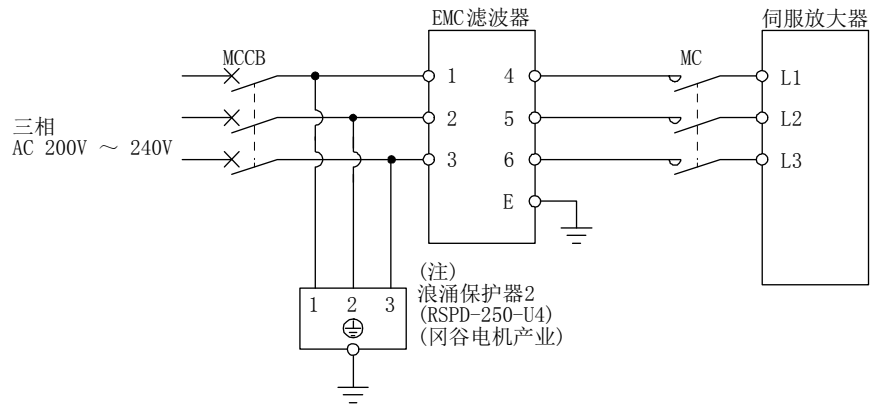 EMC滤波器
伺服放大器
MCCB
MC
1 4
L1
2 5
L2
三相
AC 200V ～ 240V
3 6
L3
E
(注)
浪涌保护器2
(RSPD-250-U4)
(冈谷电机产业)
1 2 3